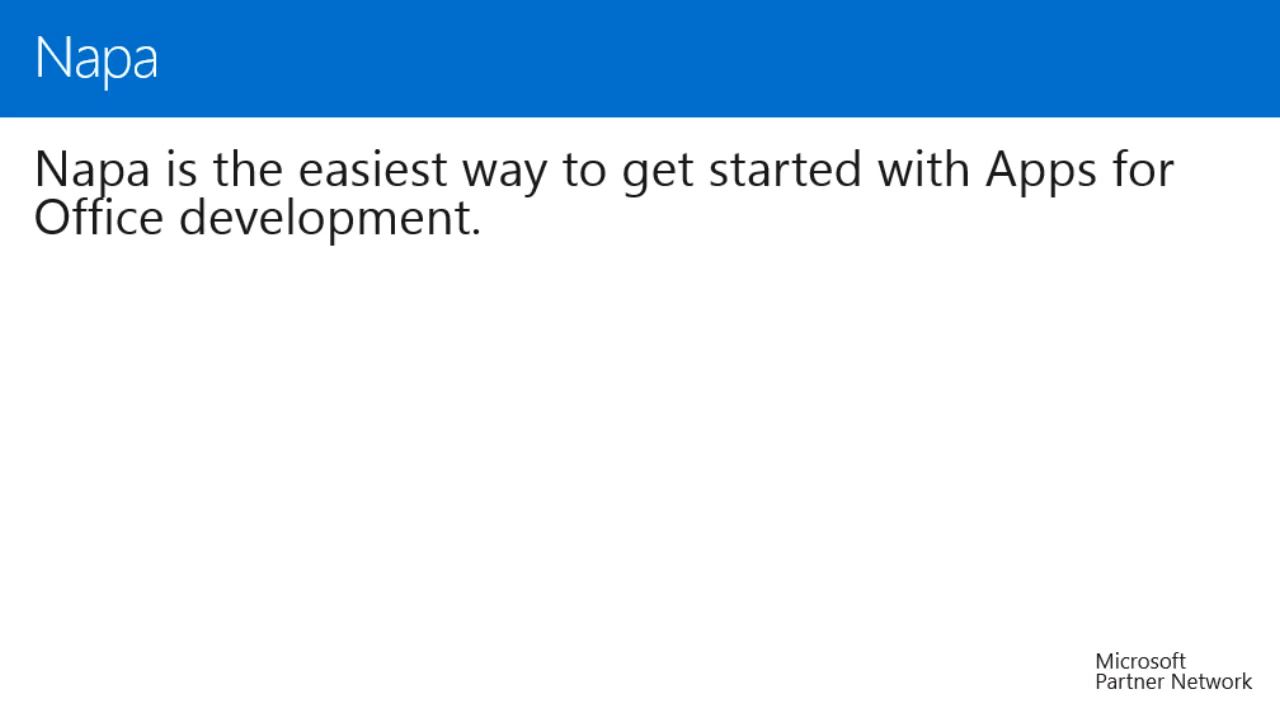 Napa
Napa is the easiest way to get started with Apps for
Office development.
Microsoft
Partner Network